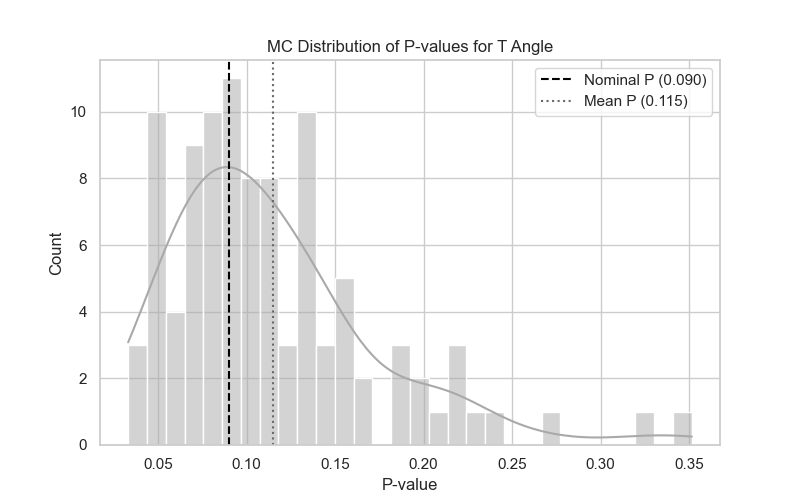 MC Distribution of P-values for T Angle
Nominal P (0.090)
Mean P (0.115)
Count
10
8
6
4
2
0
0.05 0.10 0.15 0.20 0.25 0.30 0.35
P-value